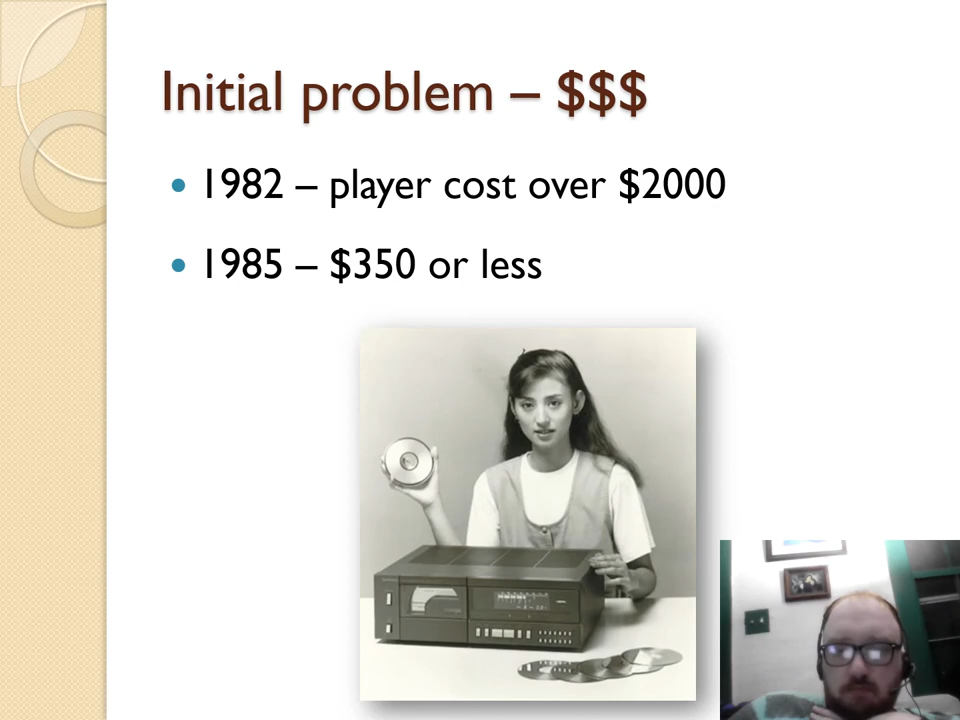 Initial problem – $$$
1982 – player cost over $2000
1985 – $350 or less